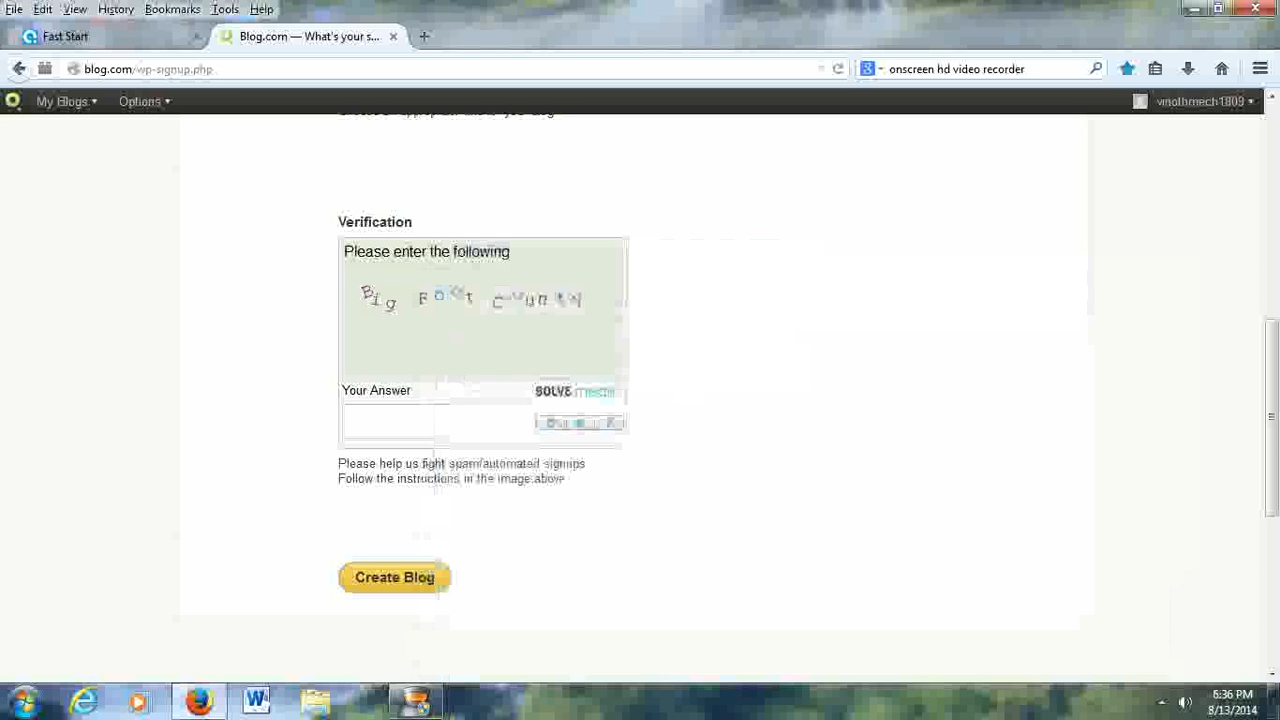 File Edit View History Bookmarks Tools Help
Fast Start
Blog.com — What's your s...
blog.com/wp-signup.php
onscreen hd video recorder
My Blogs
Options
Verification
Please enter the following
Big
Your Answer
SOLVE media
Please help us fight spam/automated signups
Follow the instructions in the image above
Create Blog
6:36 PM
8/13/2014